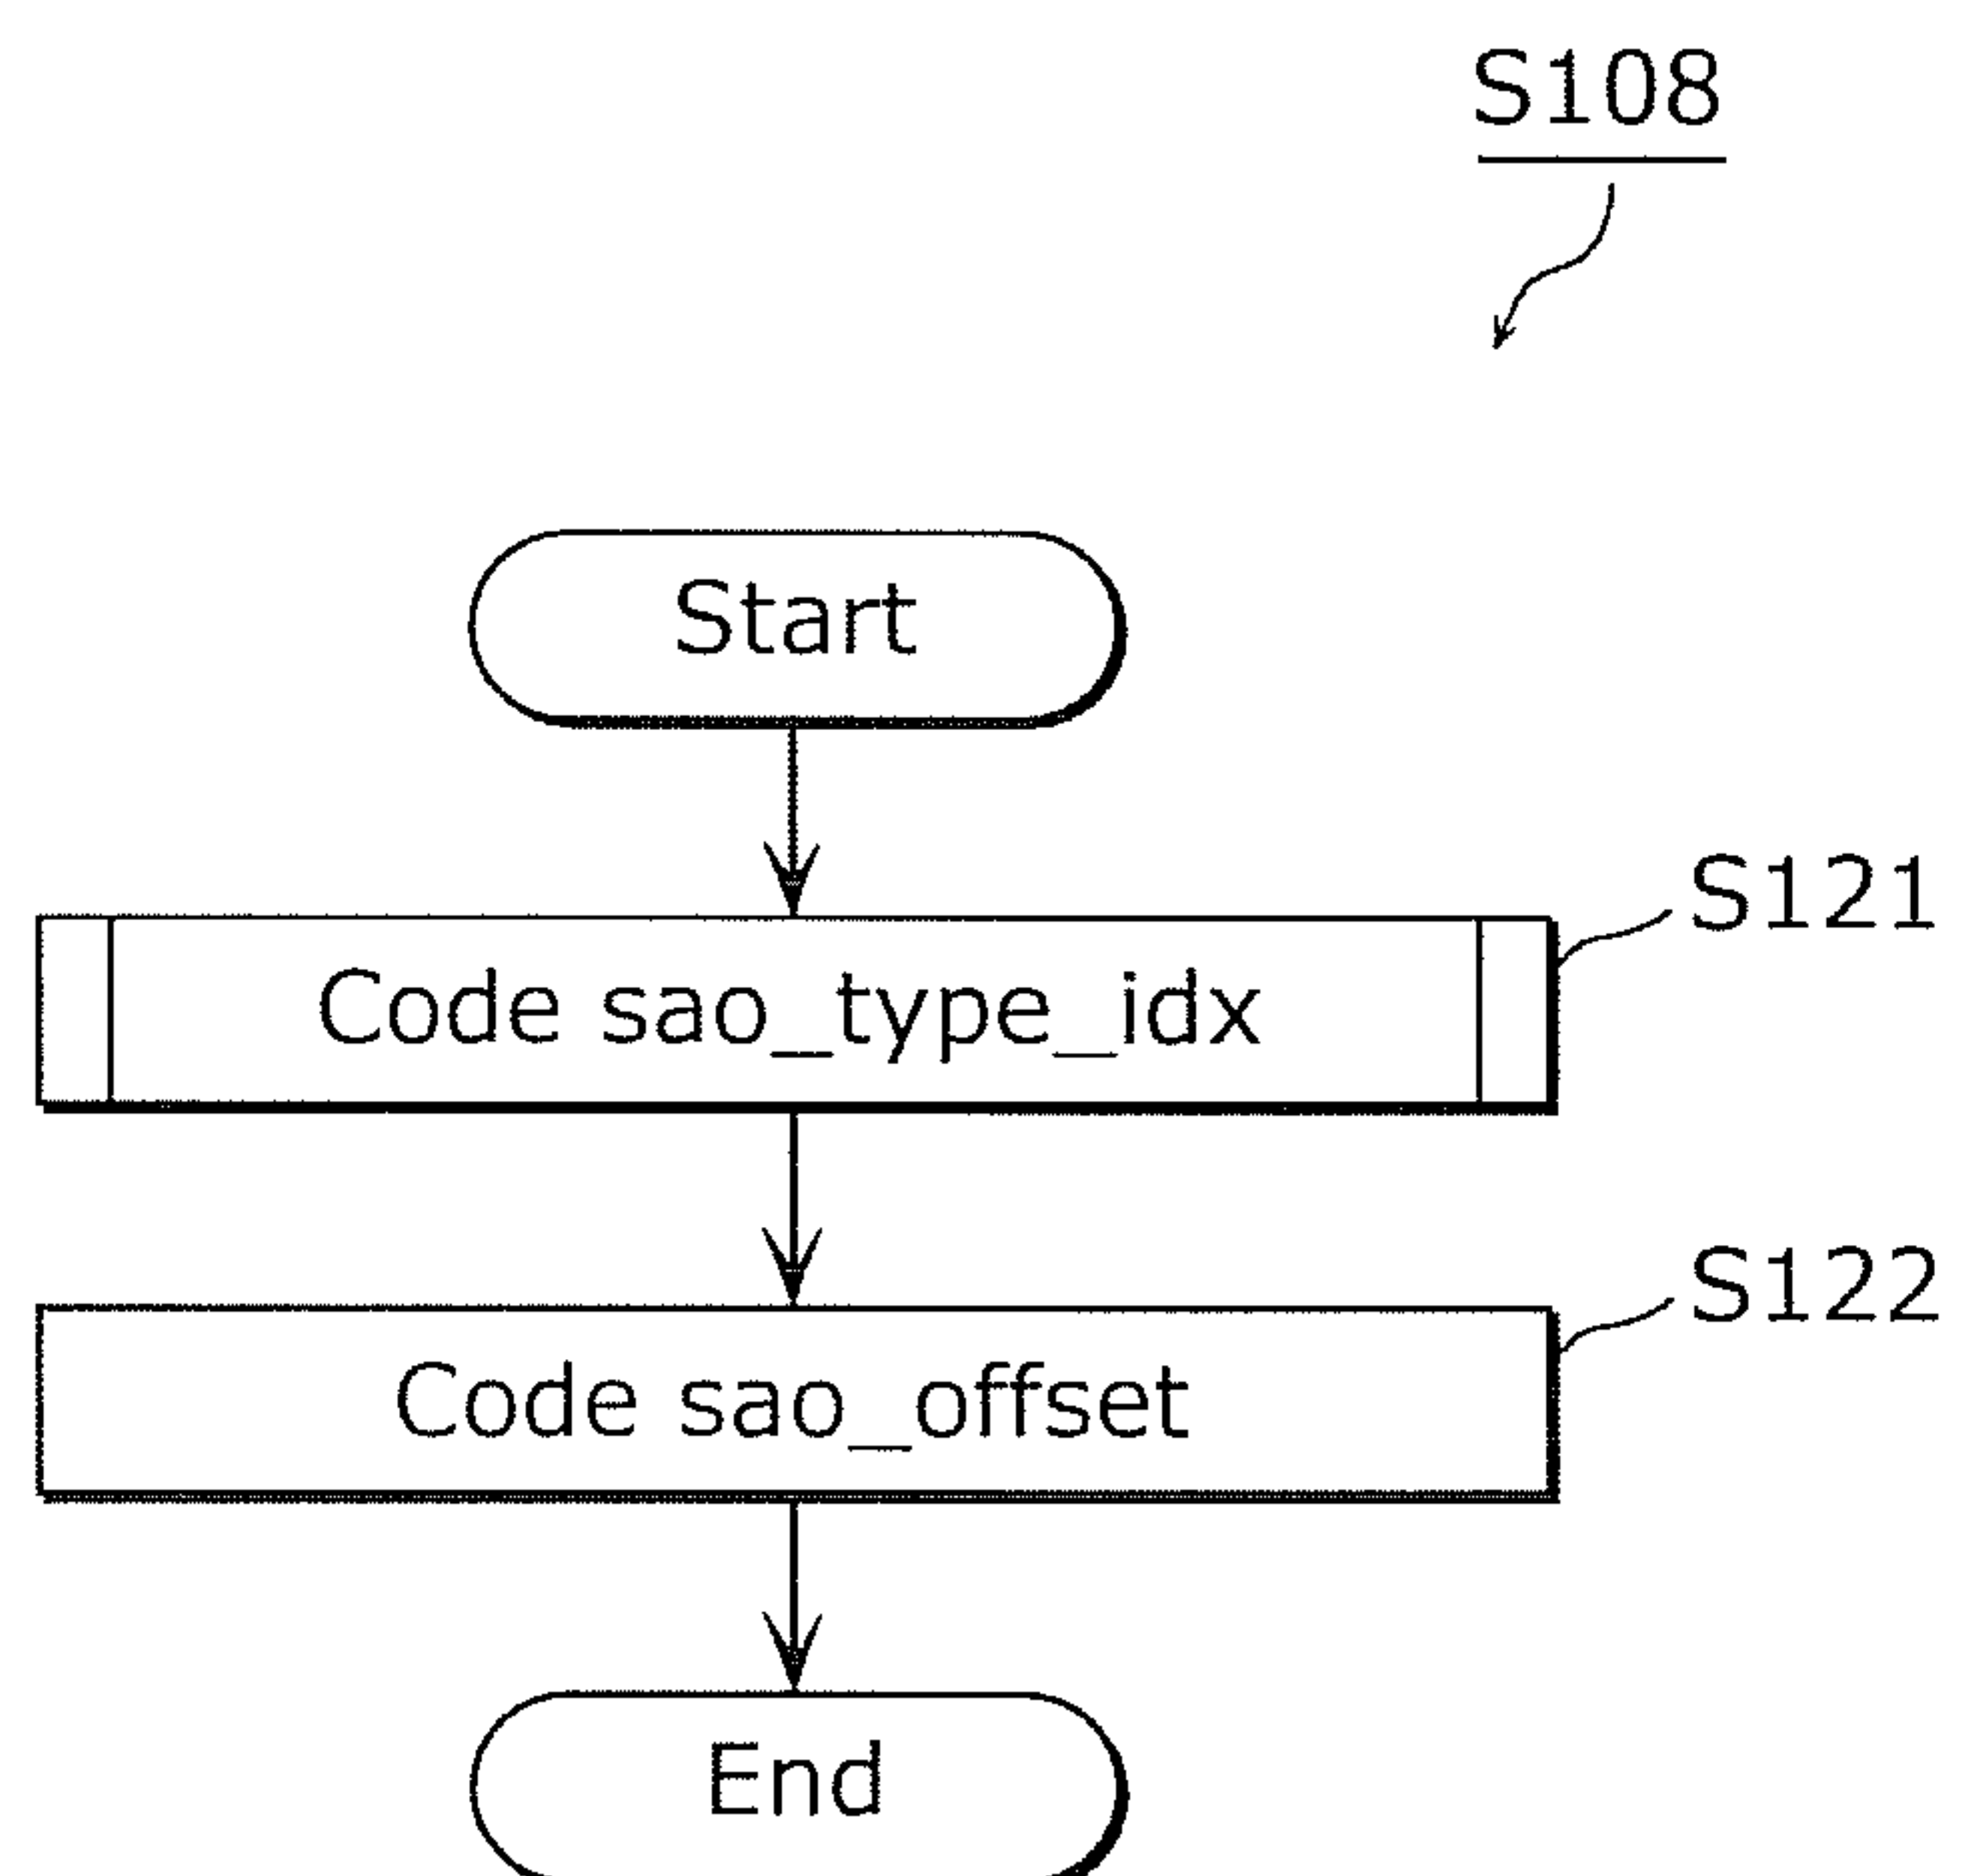 S108
Start
S121
Code sao_type_idx
S122
Code sao_offset
End